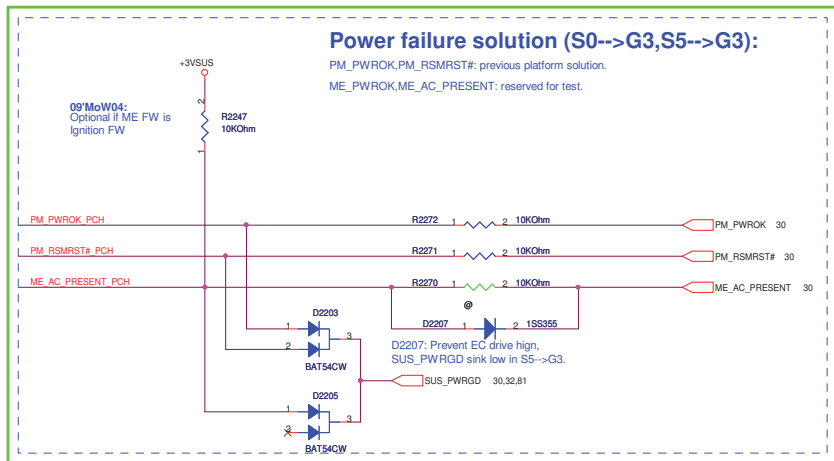 Power failure solution (S0-->G3,S5-->G3):
PM_PWROK,PM_RSMRST#: previous platform solution.
ME_PWROK,ME_AC_PRESENT: reserved for test.
+3VSUS
09'MoW04:
Optional if ME FW is
Ignition FW
2
R2247
10KOhm
1
PM_PWROK_PCH
R2272 1 2 10KOhm
PM_PWROK 30
PM_RSMRST#_PCH
R2271 1 2 10KOhm
PM_RSMRST# 30
ME_AC_PRESENT_PCH
R2270 1 2 10KOhm
ME_AC_PRESENT 30
@
D2203
1
2
3
BAT54CW
D2207 1 2 1SS355
D2207: Prevent EC drive hign,
SUS_PWRGD sink low in S5-->G3.
SUS_PWRGD 30,32,81
D2205
1
2
3
BAT54CW